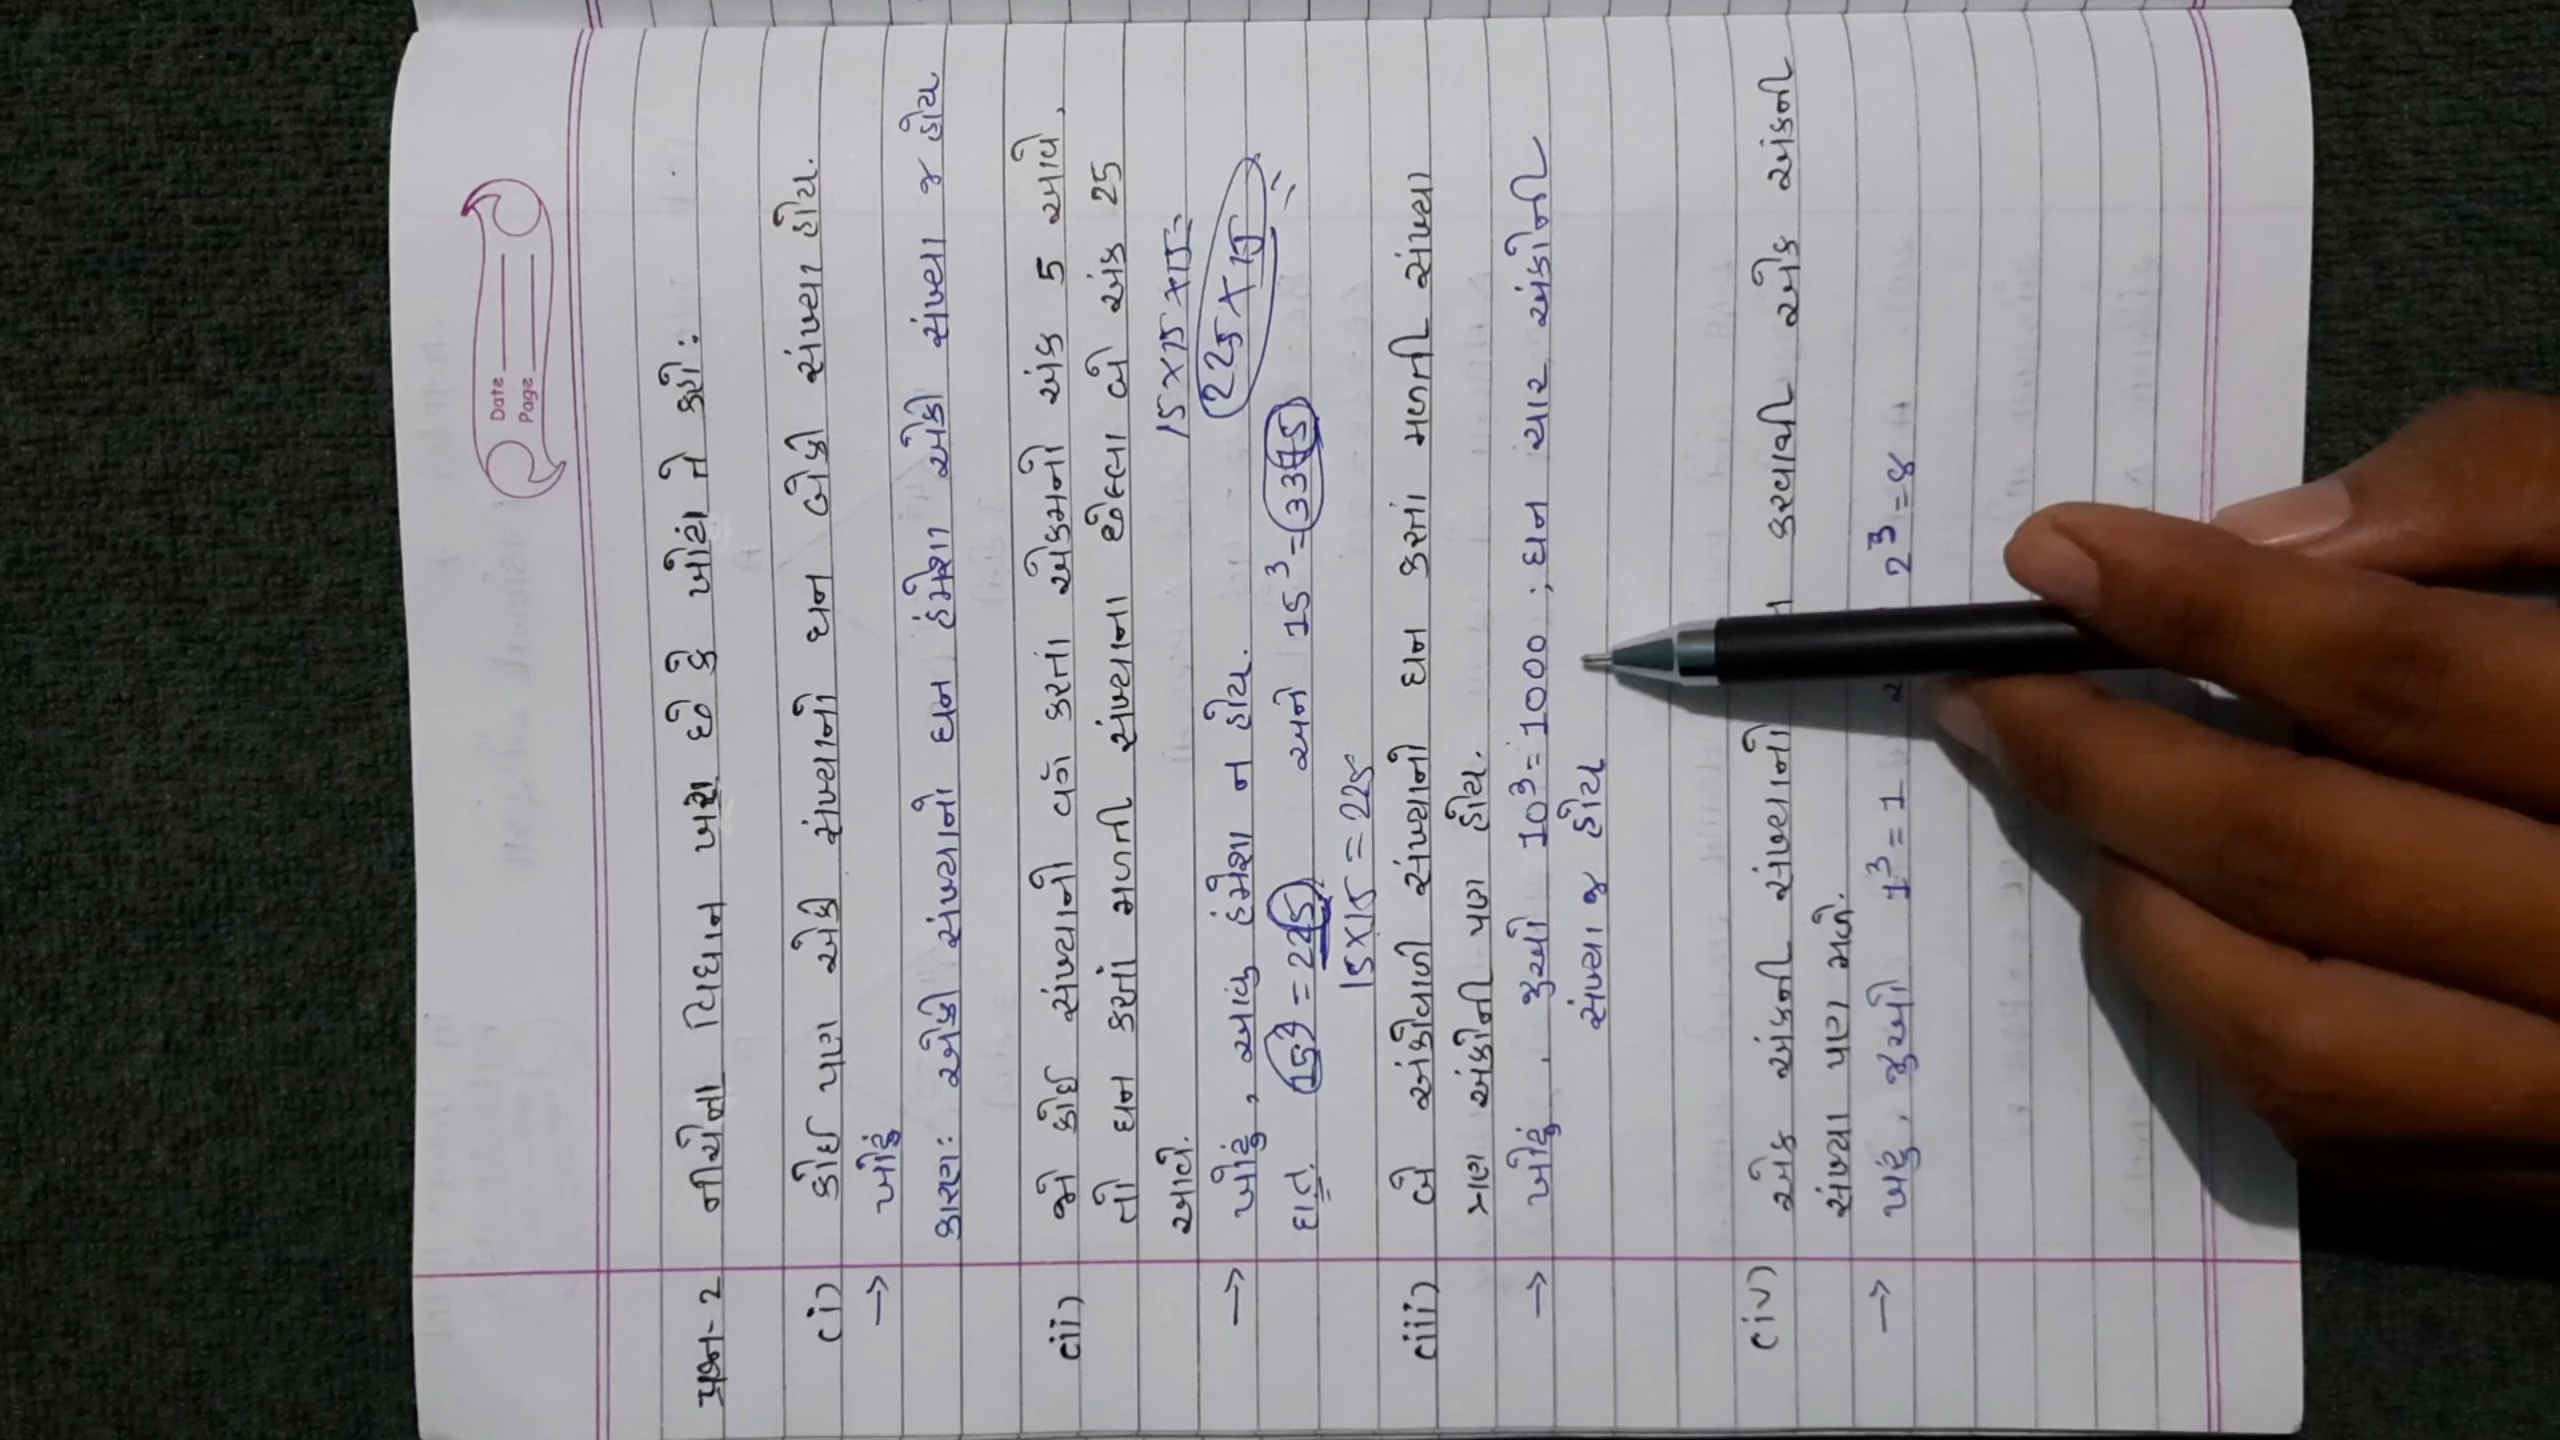 Date
Page
પ્રશ્ન-2 નીચેના વિધાન ખરાં છે કે ખોટાં તે કહો:
(i) કોઈ પણ એકી સંખ્યાનો ઘન બેકી સંખ્યા હોય.
→ ખોટું
કારણ: એકી સંખ્યાનો ઘન હંમેશા એકી સંખ્યા જ હોય
(ii) જો કોઈ સંખ્યાનો વર્ગ કરતાં એકમનો અંક 5 આવે,
તો ઘન કરતાં મળતી સંખ્યાના છેલ્લા બે અંક 25
આવે.
15×15×15=
→ ખોટું, આવું હંમેશા ન હોય.
225×15
દા.ત. 15² = 225 અને 15³ = 3375
15×15=225
(iii) બે અંકોવાળી સંખ્યાનો ઘન કરતાં મળતી સંખ્યા
ત્રણ અંકોની પણ હોય.
→ ખોટું. જુઓ 10³=1000 ; ઘન ચાર અંકોની
સંખ્યા જ હોય
(iv) એક અંકની સંખ્યાનો કરવાથી એક અંકની
સંખ્યા પણ મળે.
→ ખરું. જુઓ 1³=1 2³=8